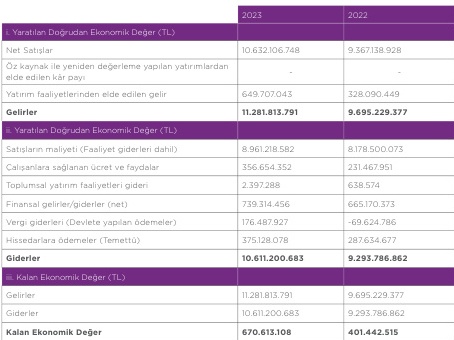 2023 2022
i. Yaratılan Doğrudan Ekonomik Değer (TL)
Net Satışlar 10.632.106.748 9.367.138.928
Öz kaynak ile yeniden değerleme yapılan yatırımlardan
elde edilen kâr payı - -
Yatırım faaliyetlerinden elde edilen gelir 649.707.043 328.090.449
Gelirler 11.281.813.791 9.695.229.377
ii. Yaratılan Doğrudan Ekonomik Değer (TL)
Satışların maliyeti (Faaliyet giderleri dahil) 8.961.218.582 8.178.500.073
Çalışanlara sağlanan ücret ve faydalar 356.654.352 231.467.951
Toplumsal yatırım faaliyetleri gideri 2.397.288 638.574
Finansal gelirler/giderler (net) 739.314.456 665.170.373
Vergi giderleri (Devlete yapılan ödemeler) 176.487.927 -69.624.786
Hissedarlara ödemeler (Temettü) 375.128.078 287.634.677
Giderler 10.611.200.683 9.293.786.862
iii. Kalan Ekonomik Değer (TL)
Gelirler 11.281.813.791 9.695.229.377
Giderler 10.611.200.683 9.293.786.862
Kalan Ekonomik Değer 670.613.108 401.442.515